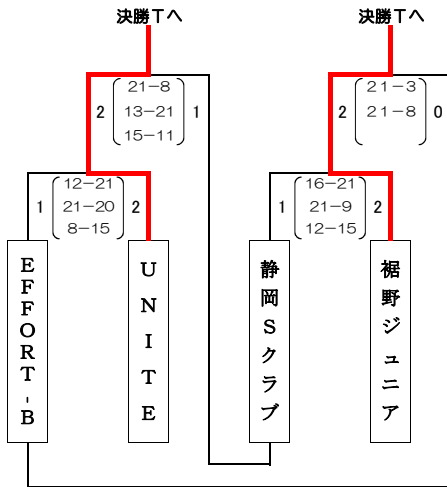 決勝Tへ 決勝Tへ
2 21-8 1 2 21-3 0
13-21 21-8
15-11
1 12-21 2 1 16-21 2
21-20 21-9
8-15 12-15
EFFORT-B
UNITE
静岡Sクラブ
裾野ジュニア